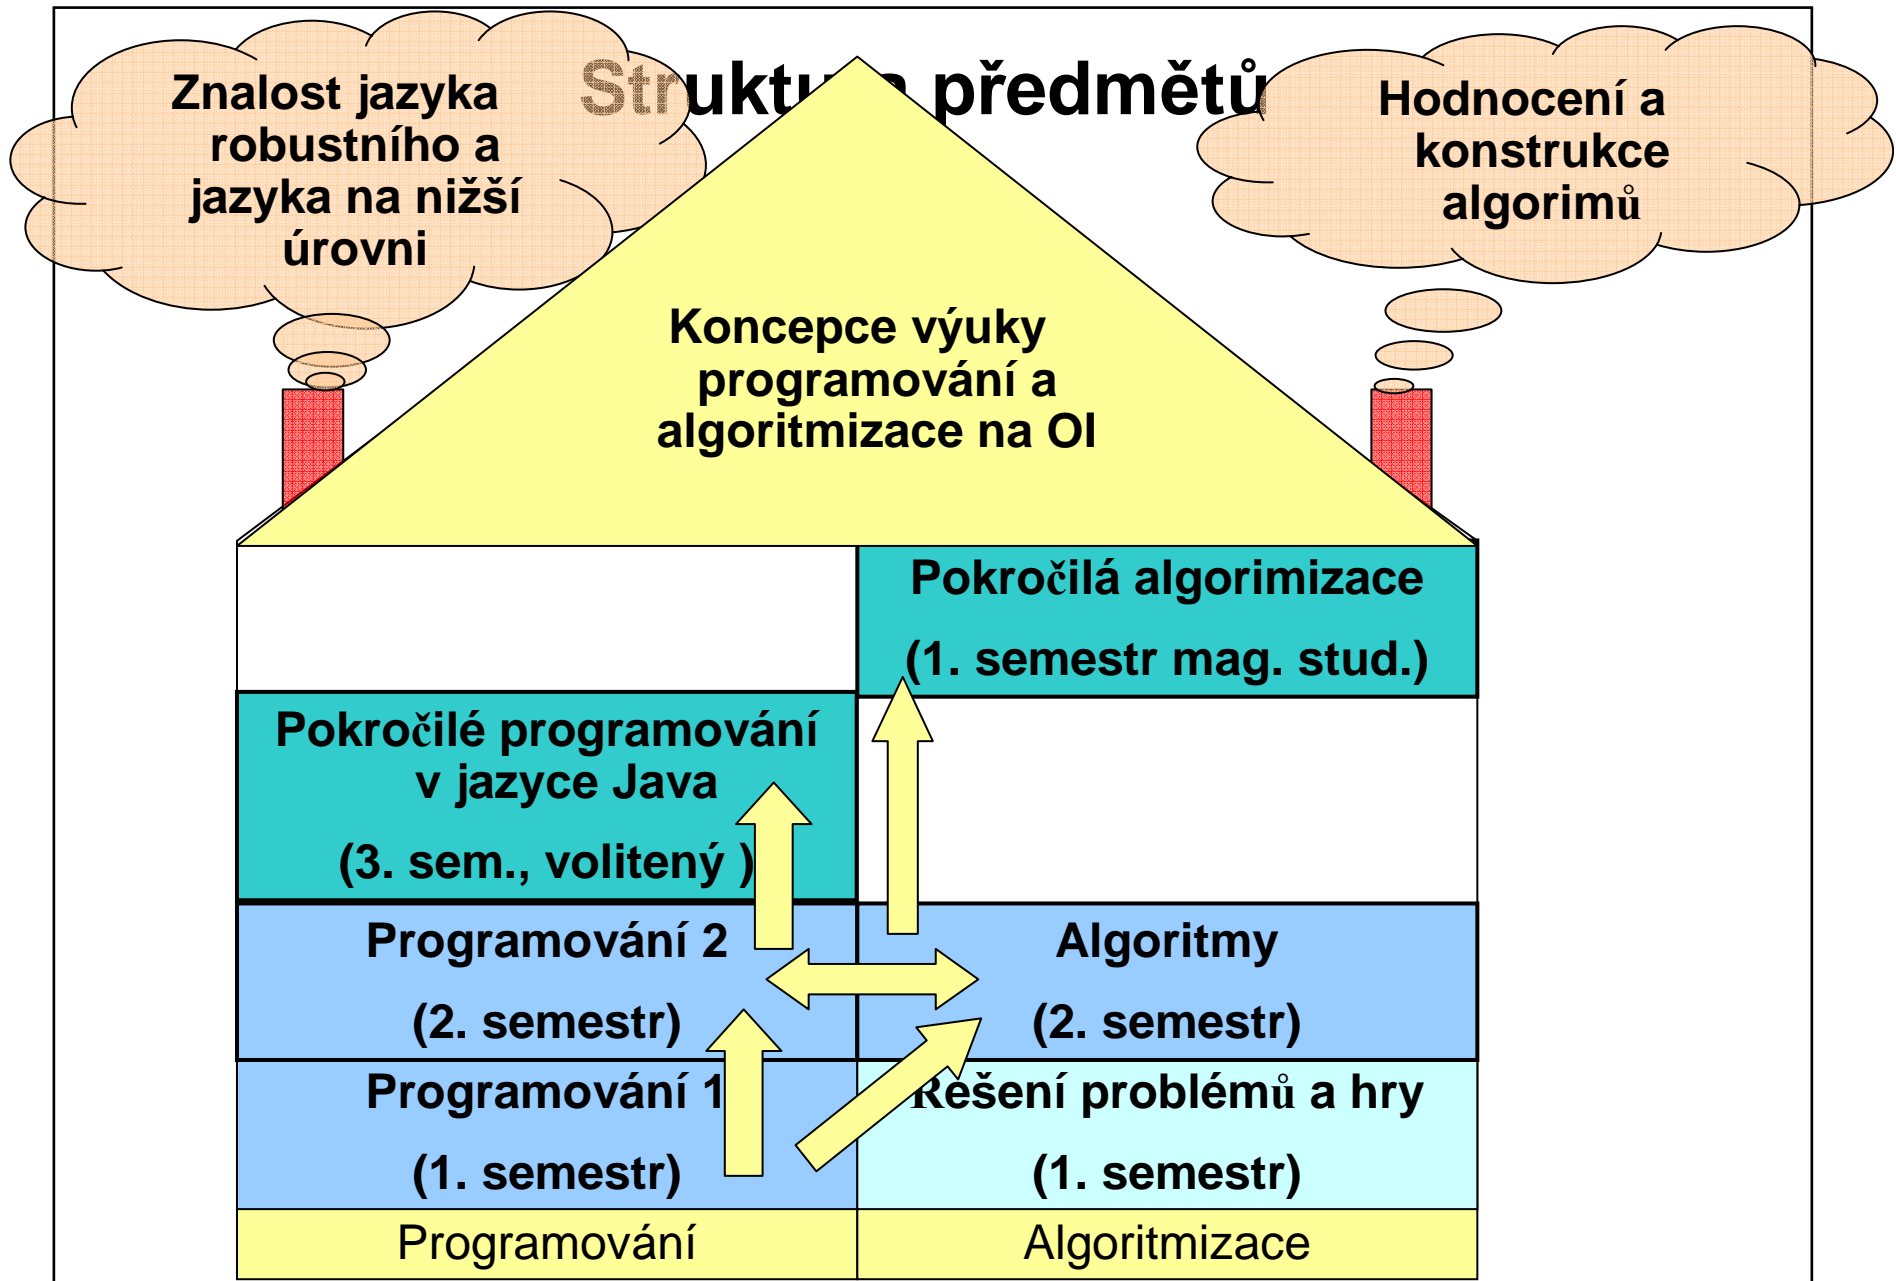 Struktura předmětů
Znalost jazyka
robustního a
jazyka na nižší
úrovni
Hodnocení a
konstrukce
algorimů
Koncepce výuky
programování a
algoritmizace na OI
Pokročilá algorimizace
(1. semestr mag. stud.)
Pokročilé programování
v jazyce Java
(3. sem., volitený )
Programování 2
(2. semestr)
Algoritmy
(2. semestr)
Programování 1
(1. semestr)
Řešení problémů a hry
(1. semestr)
Programování
Algoritmizace